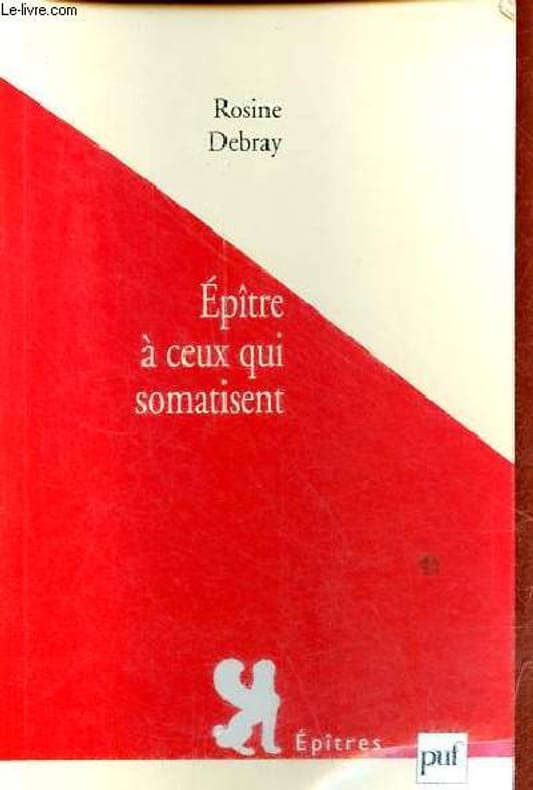 Le-livre.com
Rosine
Debray
Épître
à ceux qui
somatisent
Épîtres
puf